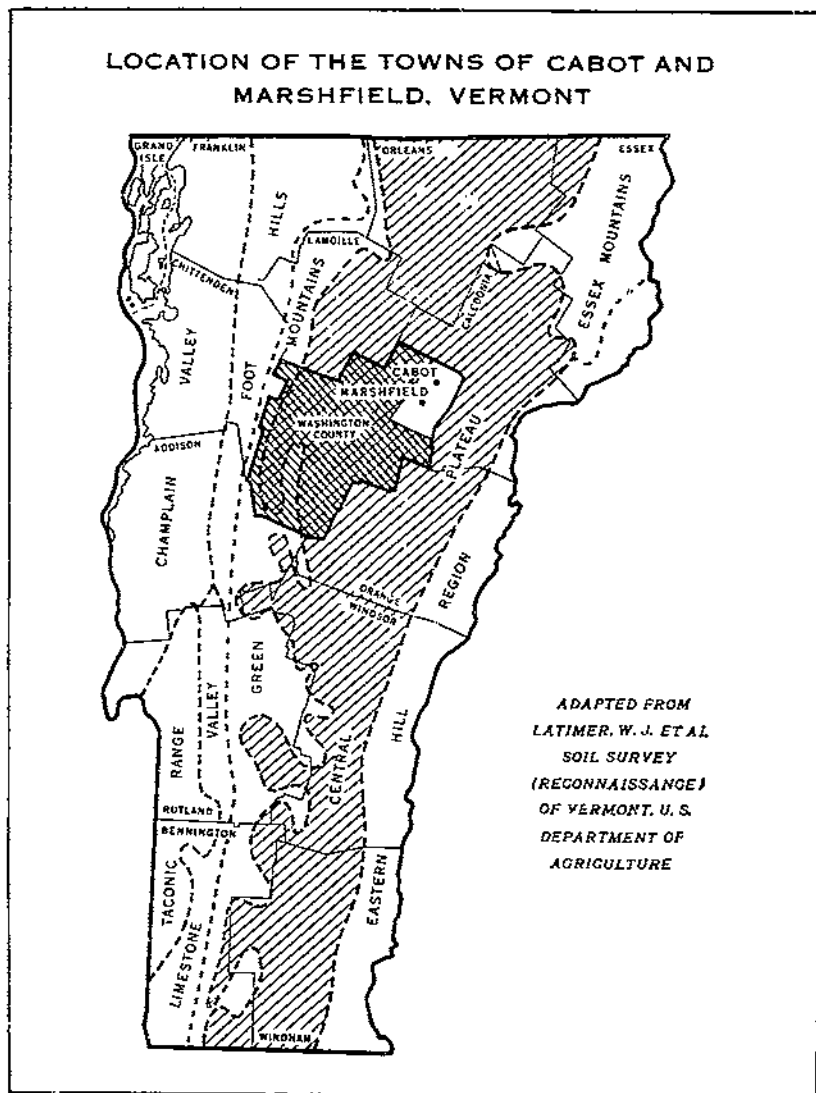 LOCATION OF THE TOWNS OF CABOT AND
MARSHFIELD, VERMONT
GRAND
ISLE
FRANKLIN
ORLEANS
ESSEX
HILLS
LAMOILLE
CHITTENDEN
MOUNTAINS
CALEDONIA
ESSEX MOUNTAINS
VALLEY
FOOT
CABOT
MARSHFIELD
WASHINGTON
COUNTY
ADDISON
PLATEAU
CHAMPLAIN
ORANGE
WINDSOR
REGION
GREEN
VALLEY
RANGE
HILL
CENTRAL
ADAPTED FROM
LATIMER, W. J. ET AL
SOIL SURVEY
(RECONNAISSANCE)
OF VERMONT. U. S.
DEPARTMENT OF
AGRICULTURE
RUTLAND
BENNINGTON
TACONIC
EASTERN
LIMESTONE
WINDHAM